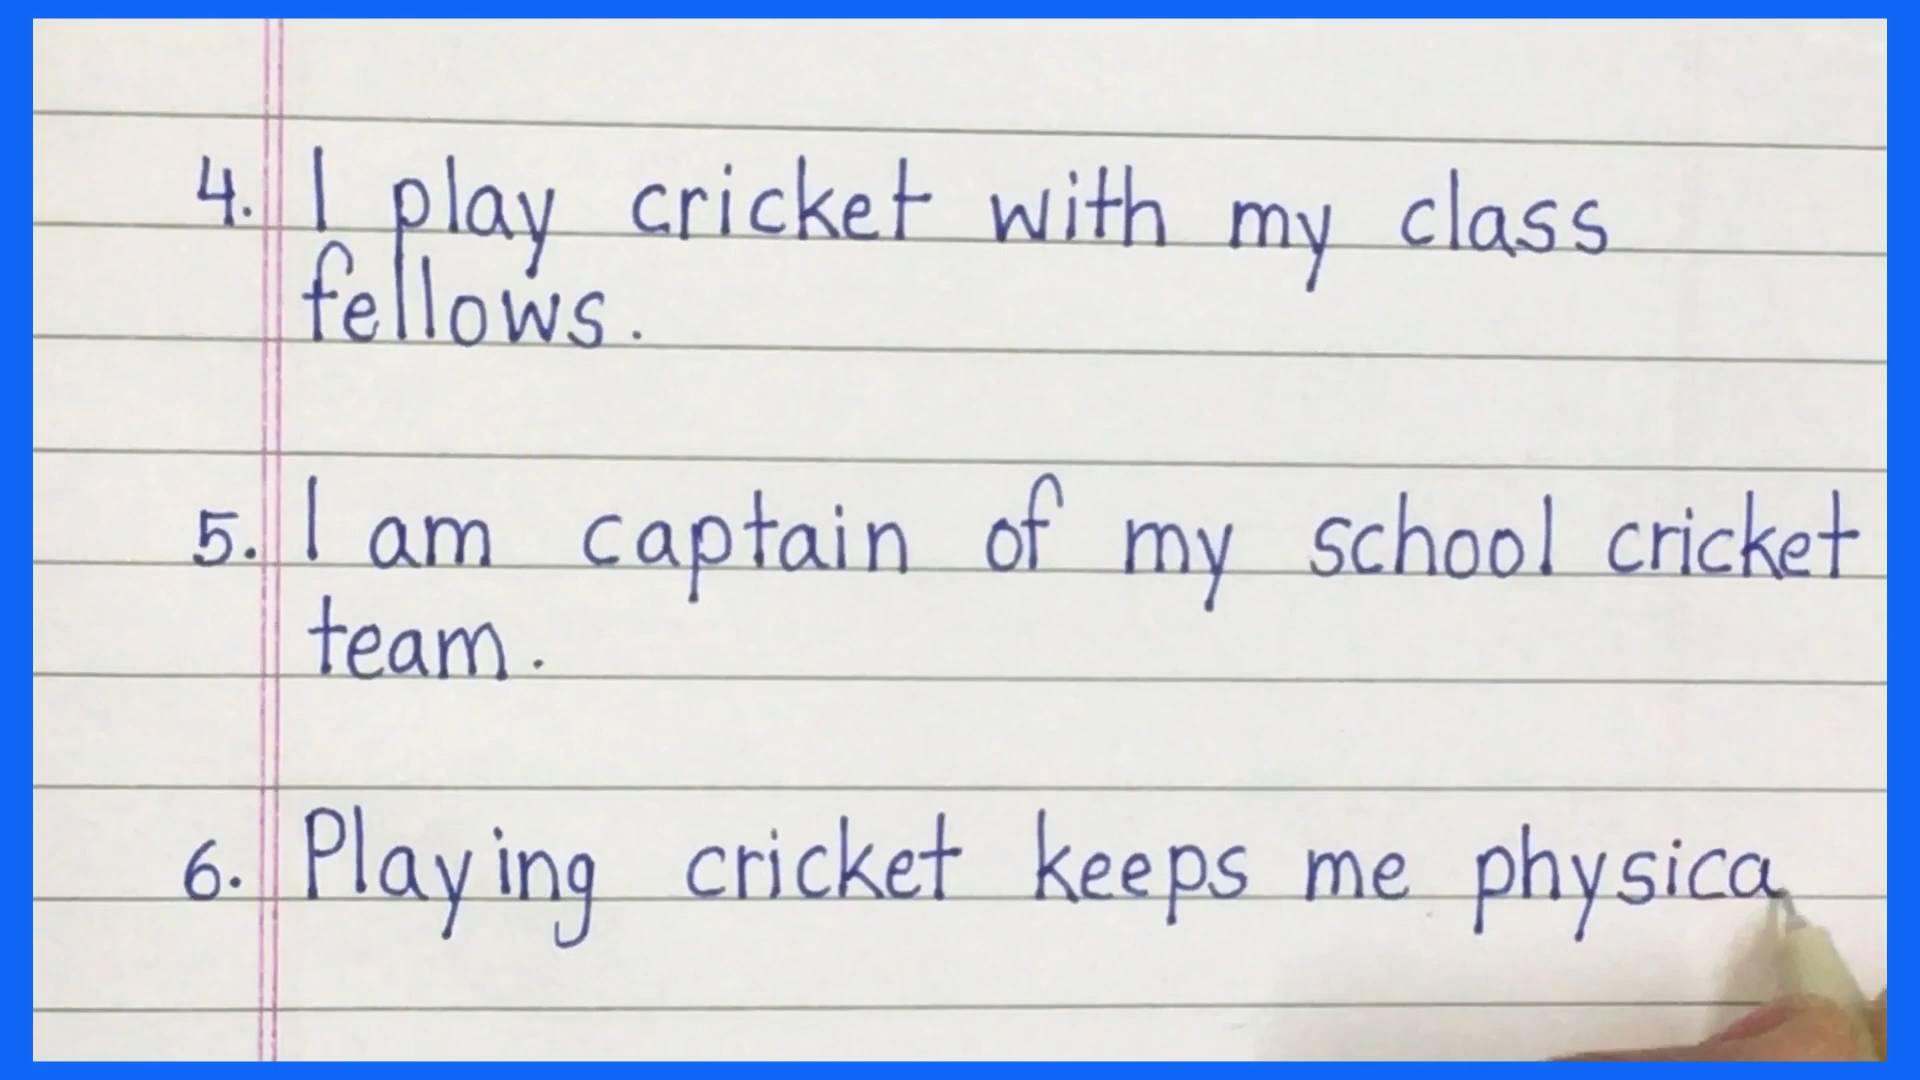 4. I play cricket with my class
fellows.
5. I am captain of my school cricket
team.
6. Playing cricket keeps me physica